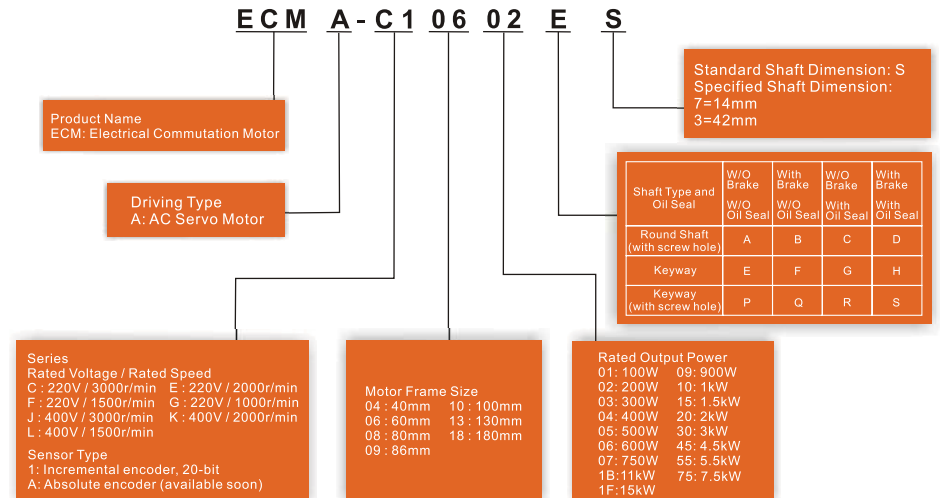 ECM A - C1 06 02 E S
Standard Shaft Dimension: S
Specified Shaft Dimension:
7=14mm
3=42mm
Product Name
ECM: Electrical Commutation Motor
Driving Type
A: AC Servo Motor
Shaft Type and
Oil Seal
W/O
Brake
W/O
Oil Seal
With
Brake
W/O
Oil Seal
W/O
Brake
With
Oil Seal
With
Brake
With
Oil Seal
Round Shaft
(with screw hole)
A B C D
Keyway
E F G H
Keyway
(with screw hole)
P Q R S
Series
Rated Voltage / Rated Speed
C : 220V / 3000r/min E : 220V / 2000r/min
F : 220V / 1500r/min G : 220V / 1000r/min
J : 400V / 3000r/min K : 400V / 2000r/min
L : 400V / 1500r/min
Sensor Type
1: Incremental encoder, 20-bit
A: Absolute encoder (available soon)
Motor Frame Size
04 : 40mm 10 : 100mm
06 : 60mm 13 : 130mm
08 : 80mm 18 : 180mm
09 : 86mm
Rated Output Power
01: 100W 09: 900W
02: 200W 10: 1kW
03: 300W 15: 1.5kW
04: 400W 20: 2kW
05: 500W 30: 3kW
06: 600W 45: 4.5kW
07: 750W 55: 5.5kW
1B:11kW 75: 7.5kW
1F:15kW